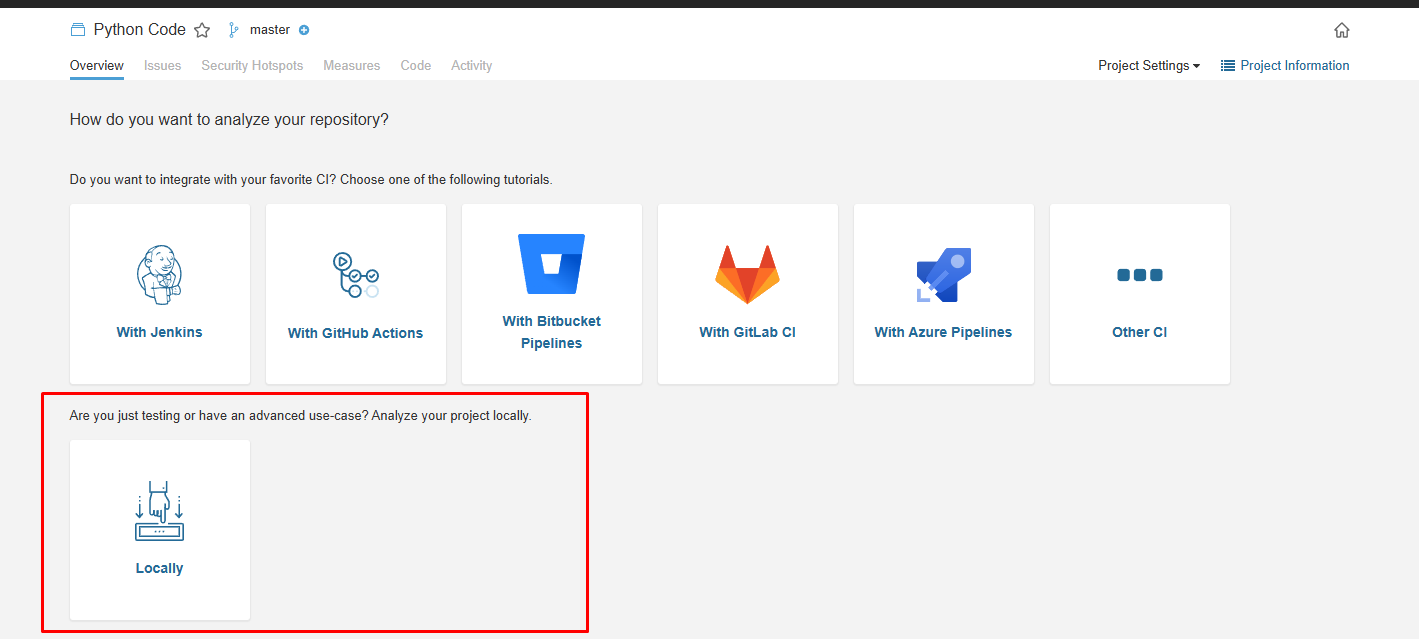 Python Code master
Overview Issues Security Hotspots Measures Code Activity Project Settings Project Information
How do you want to analyze your repository?
Do you want to integrate with your favorite CI? Choose one of the following tutorials.
With Jenkins
With GitHub Actions
With Bitbucket
Pipelines
With GitLab CI
With Azure Pipelines
Other CI
Are you just testing or have an advanced use-case? Analyze your project locally.
Locally